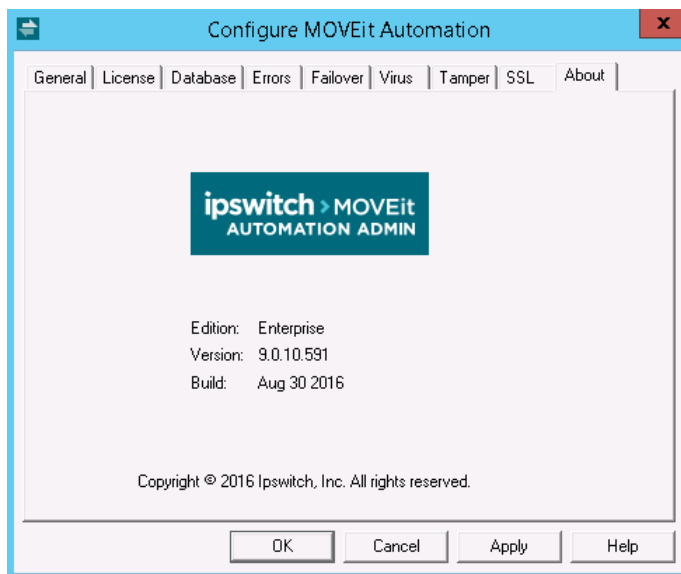 Configure MOVEit Automation
x
General License Database Errors Failover Virus Tamper SSL About
ipswitch > MOVEit
AUTOMATION ADMIN
Edition: Enterprise
Version: 9.0.10.591
Build: Aug 30 2016
Copyright © 2016 Ipswitch, Inc. All rights reserved.
OK Cancel Apply Help